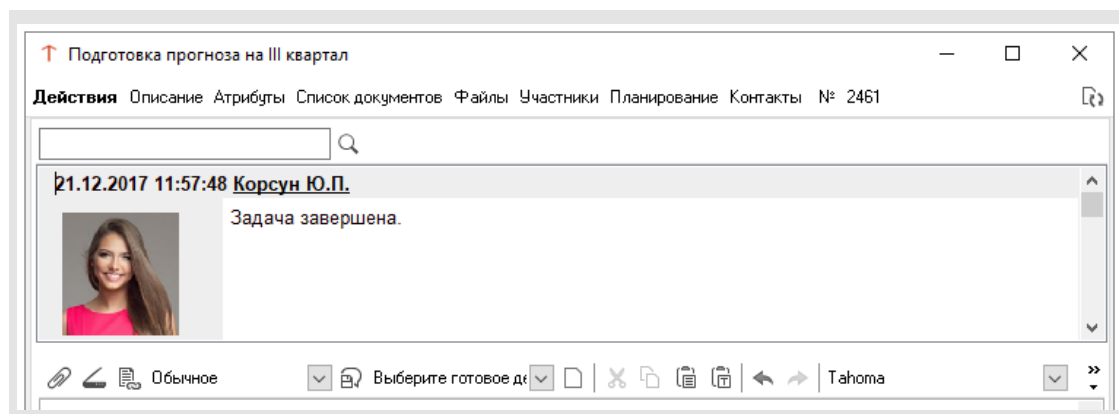 Подготовка прогноза на III квартал
Действия Описание Атрибуты Список документов Файлы Участники Планирование Контакты № 2461
21.12.2017 11:57:48 Корсун Ю.П.
Задача завершена.
Обычное Выберите готовое де Tahoma